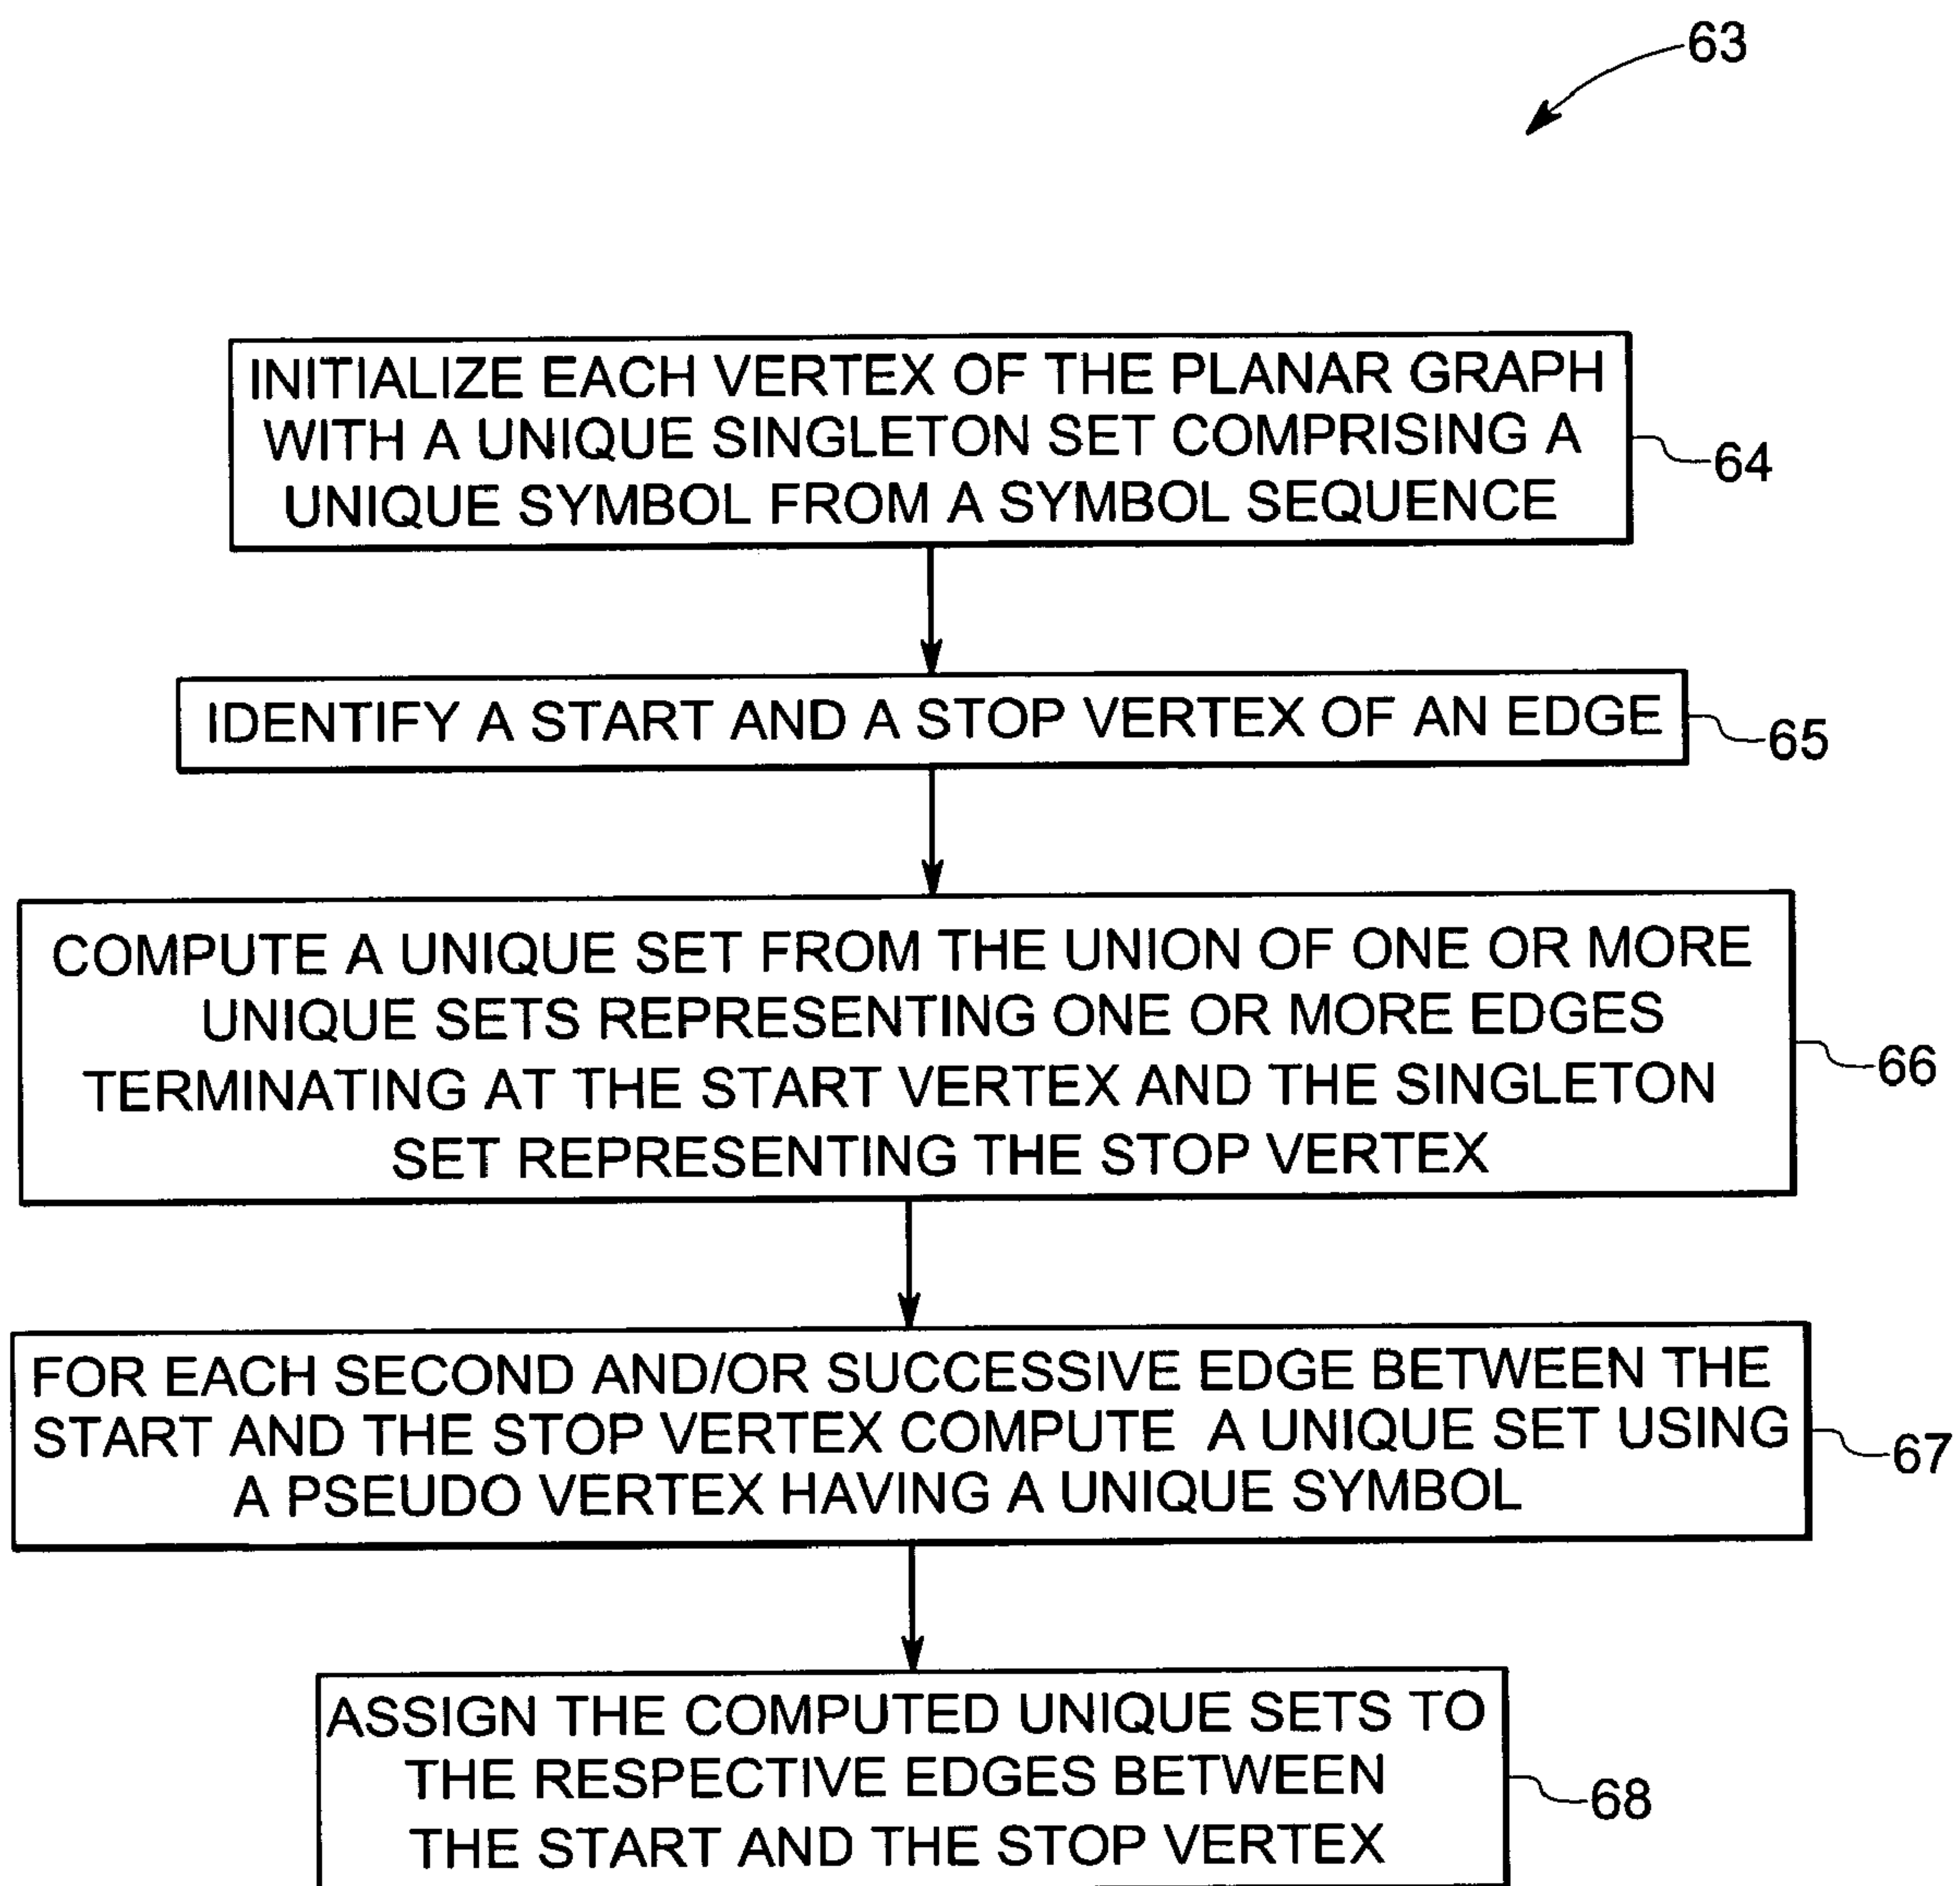 63
INITIALIZE EACH VERTEX OF THE PLANAR GRAPH
WITH A UNIQUE SINGLETON SET COMPRISING A
UNIQUE SYMBOL FROM A SYMBOL SEQUENCE
64
IDENTIFY A START AND A STOP VERTEX OF AN EDGE
65
COMPUTE A UNIQUE SET FROM THE UNION OF ONE OR MORE
UNIQUE SETS REPRESENTING ONE OR MORE EDGES
TERMINATING AT THE START VERTEX AND THE SINGLETON
SET REPRESENTING THE STOP VERTEX
66
FOR EACH SECOND AND/OR SUCCESSIVE EDGE BETWEEN THE
START AND THE STOP VERTEX COMPUTE A UNIQUE SET USING
A PSEUDO VERTEX HAVING A UNIQUE SYMBOL
67
ASSIGN THE COMPUTED UNIQUE SETS TO
THE RESPECTIVE EDGES BETWEEN
THE START AND THE STOP VERTEX
68